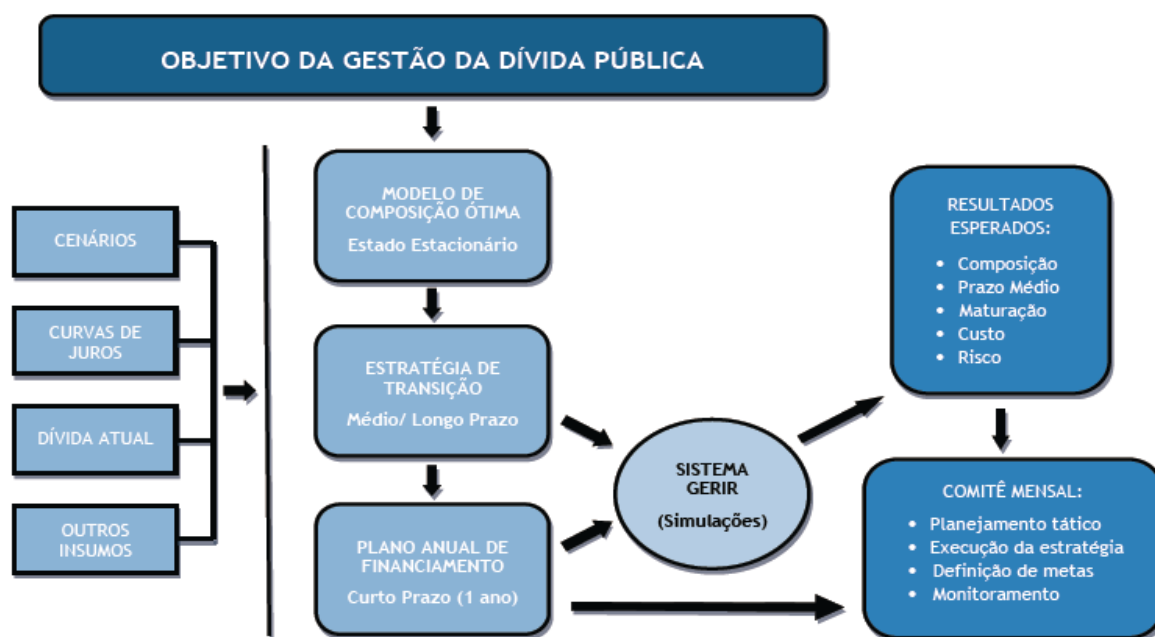 OBJETIVO DA GESTÃO DA DÍVIDA PÚBLICA
CENÁRIOS
CURVAS DE
JUROS
DÍVIDA ATUAL
OUTROS
INSUMOS
MODELO DE
COMPOSIÇÃO ÓTIMA
Estado Estacionário
ESTRATÉGIA DE
TRANSIÇÃO
Médio/ Longo Prazo
PLANO ANUAL DE
FINANCIAMENTO
Curto Prazo (1 ano)
SISTEMA
GERIR
(Simulações)
RESULTADOS
ESPERADOS:
• Composição
• Prazo Médio
• Maturação
• Custo
• Risco
COMITÊ MENSAL:
• Planejamento tático
• Execução da estratégia
• Definição de metas
• Monitoramento